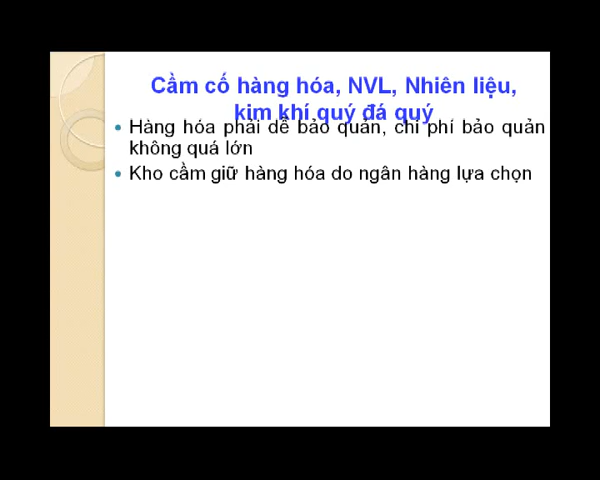 Cầm cố hàng hóa, NVL, Nhiên liệu,
kim khí quý đá quý
• Hàng hóa phải dễ bảo quản, chi phí bảo quản
không quá lớn
• Kho cầm giữ hàng hóa do ngân hàng lựa chọn